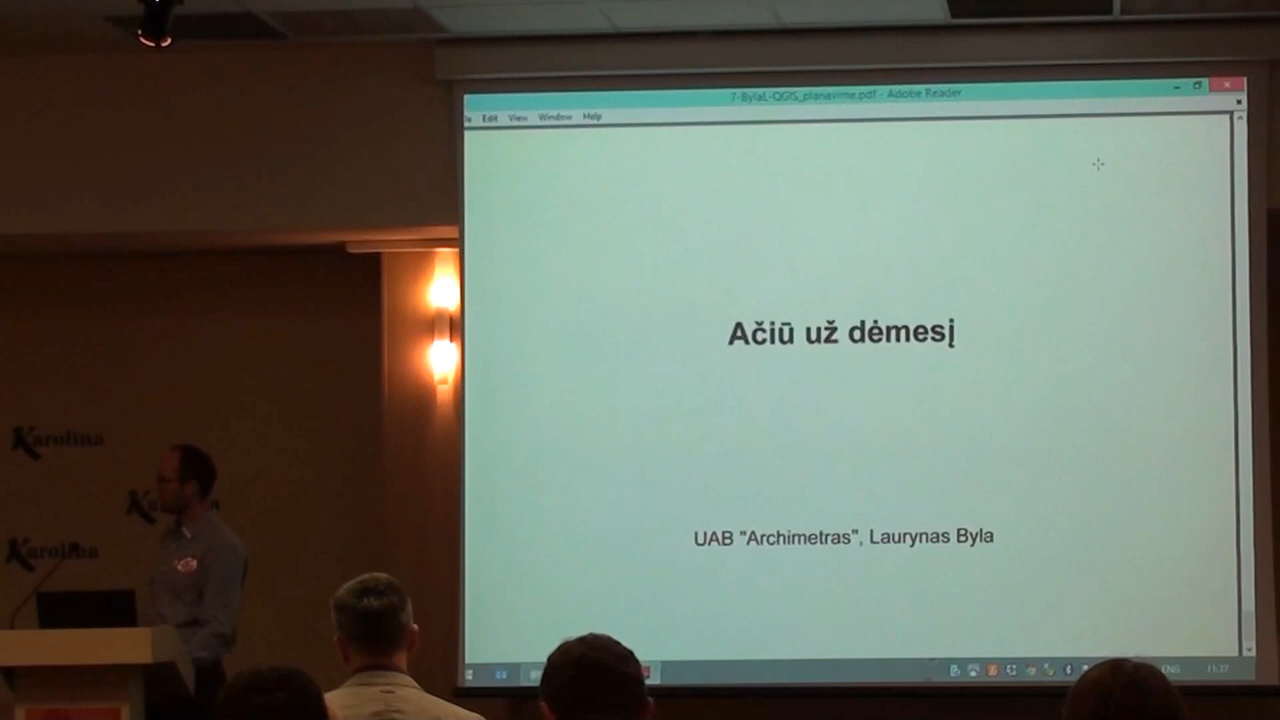 7-BylaL-QGIS_planavime.pdf - Adobe Reader
Edit View Window Help
Ačiū už dėmesį
UAB "Archimetras", Laurynas Byla
Karolina
Karolina
ENG 11:37